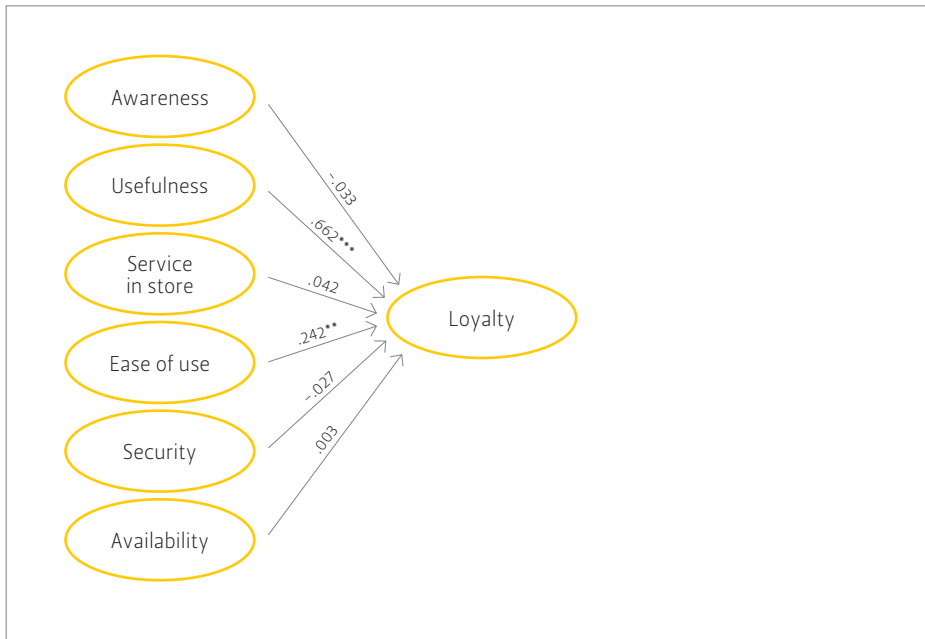 Awareness
–.033
Usefulness
.662***
Service
in store
.042
Loyalty
Ease of use
.242**
–.027
Security
.003
Availability